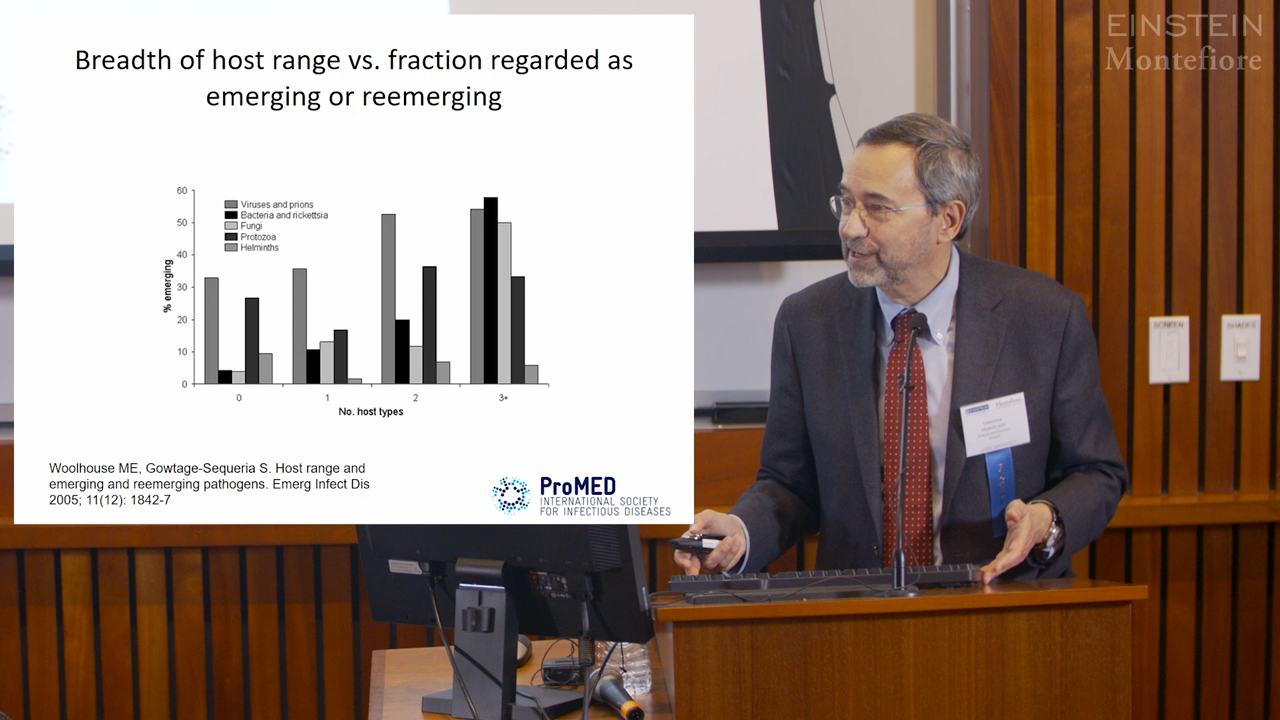 Breadth of host range vs. fraction regarded as
emerging or reemerging
60
50
40
30
20
10
0
% emerging
Viruses and prions
Bacteria and rickettsia
Fungi
Protozoa
Helminths
0 1 2 3+
No. host types
Woolhouse ME, Gowtage-Sequeria S. Host range and
emerging and reemerging pathogens. Emerg Infect Dis
2005; 11(12): 1842-7
ProMED
INTERNATIONAL SOCIETY
FOR INFECTIOUS DISEASES
EINSTEIN
Montefiore
SCREEN
SHADES